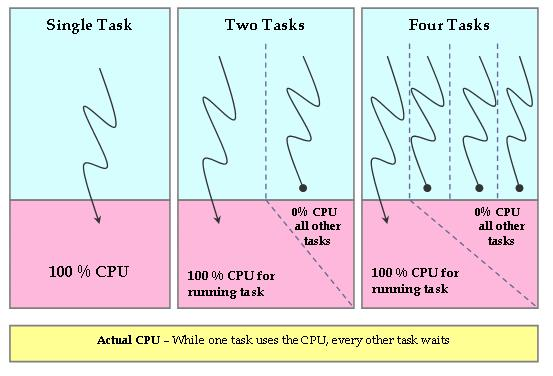 Single Task
Two Tasks
Four Tasks
0% CPU
all other
tasks
0% CPU
all other
tasks
100 % CPU
100 % CPU for
running task
100 % CPU for
running task
Actual CPU – While one task uses the CPU, every other task waits